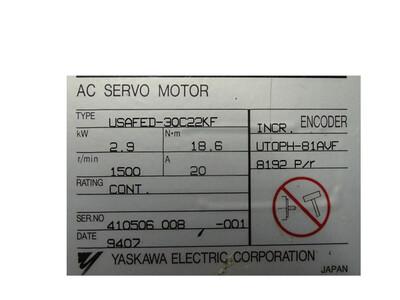 AC SERVO MOTOR
TYPE USAFED-30C22KF
kW 2.9 N·m 18.6
r/min 1500 A 20
RATING CONT.
SER.NO 410506 008 -001
DATE 9407
INCR. ENCODER
UTOPH-81AVF
8192 P/r
YASKAWA ELECTRIC CORPORATION
JAPAN